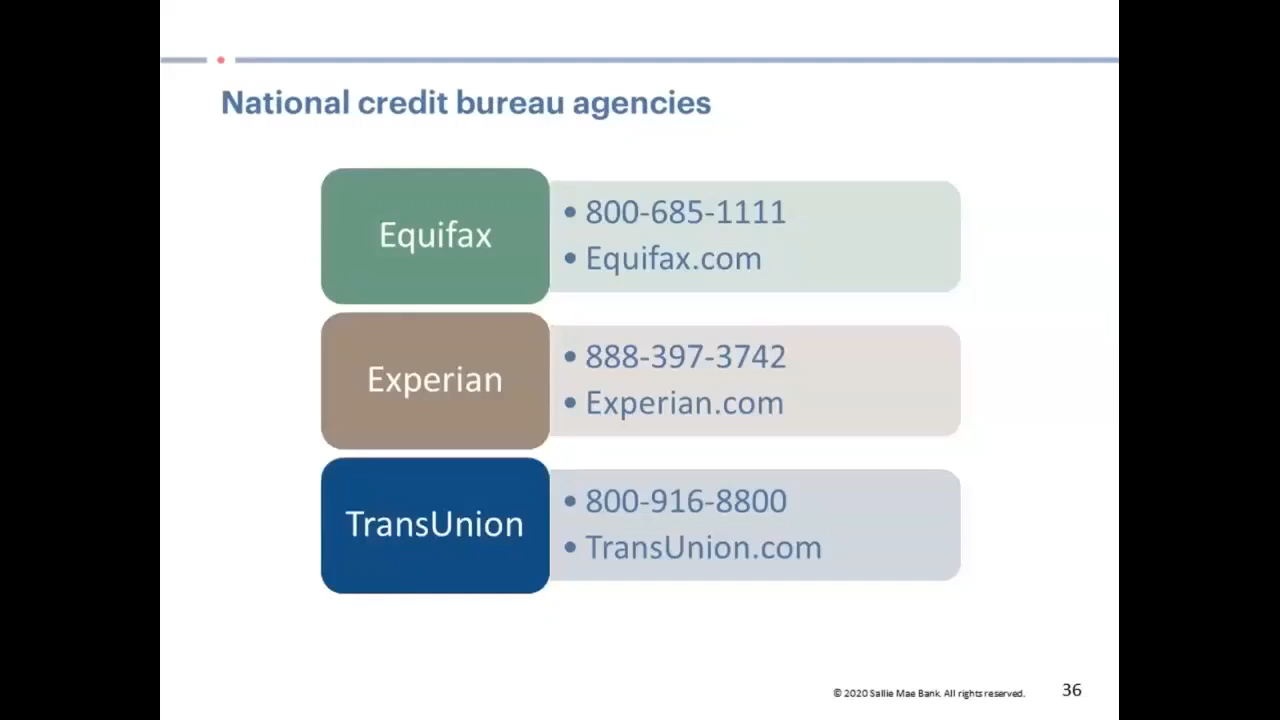 National credit bureau agencies
Equifax
• 800-685-1111
• Equifax.com
Experian
• 888-397-3742
• Experian.com
TransUnion
• 800-916-8800
• TransUnion.com
© 2020 Sallie Mae Bank. All rights reserved.
36